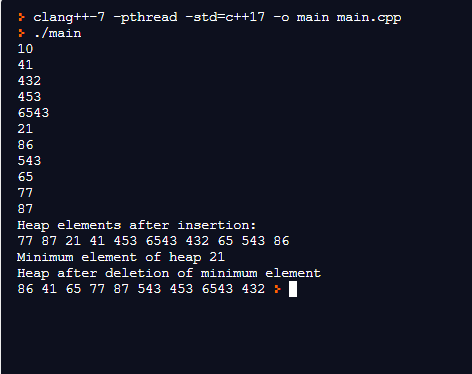 clang++-7 -pthread -std=c++17 -o main main.cpp
./main
10
41
432
453
6543
21
86
543
65
77
87
Heap elements after insertion:
77 87 21 41 453 6543 432 65 543 86
Minimum element of heap 21
Heap after deletion of minimum element
86 41 65 77 87 543 453 6543 432